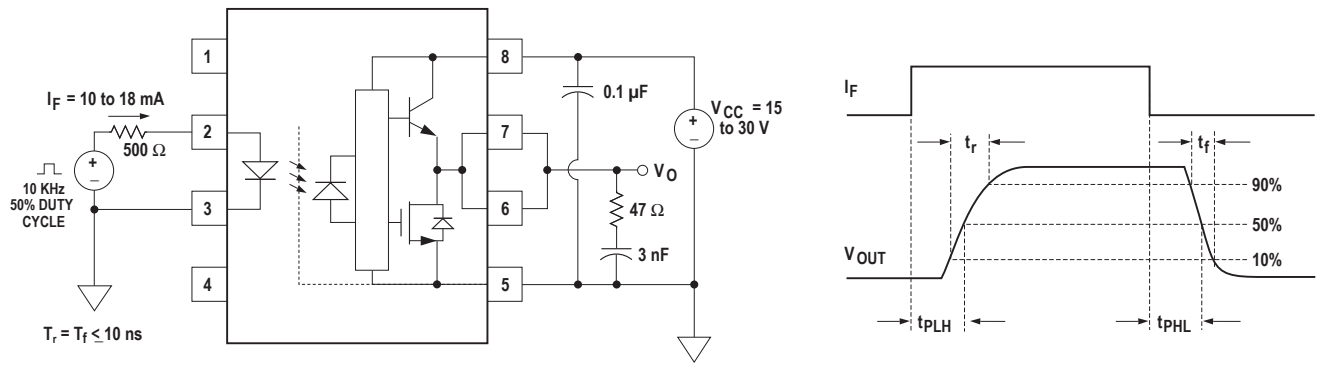 1
8
I_F = 10 to 18 mA
0.1 µF
V_CC = 15
to 30 V
+
–
2
7
500 Ω
+
–
10 KHz
50% DUTY
CYCLE
V_O
3
6
47 Ω
3 nF
4
5
T_r = T_f ≤ 10 ns
I_F
t_r
t_f
90%
50%
V_OUT
10%
t_PLH
t_PHL